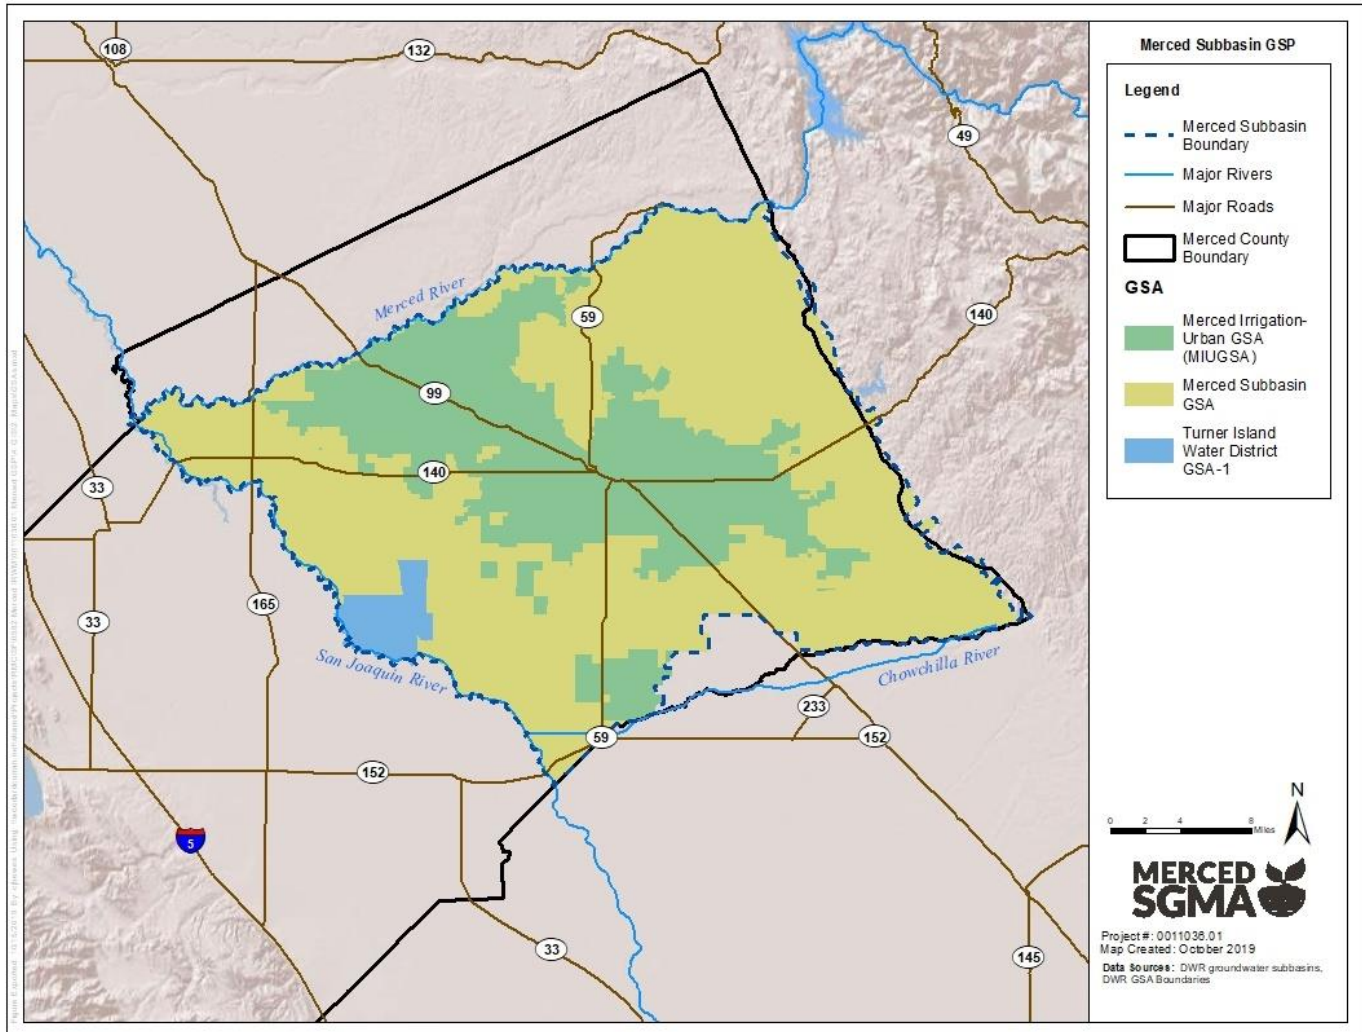 108
132
49
Merced River
59
140
99
140
33
165
33
San Joaquin River
Chowchilla River
233
59
152
152
5
33
145
Merced Subbasin GSP
Legend
Merced Subbasin
Boundary
Major Rivers
Major Roads
Merced County
Boundary
GSA
Merced Irrigation-
Urban GSA
(MIUGSA)
Merced Subbasin
GSA
Turner Island
Water District
GSA-1
N
0 2 4 8
Miles
MERCED
SGMA
Project #: 0011036.01
Map Created: October 2019
Data Sources: DWR groundwater subbasins,
DWR GSA Boundaries